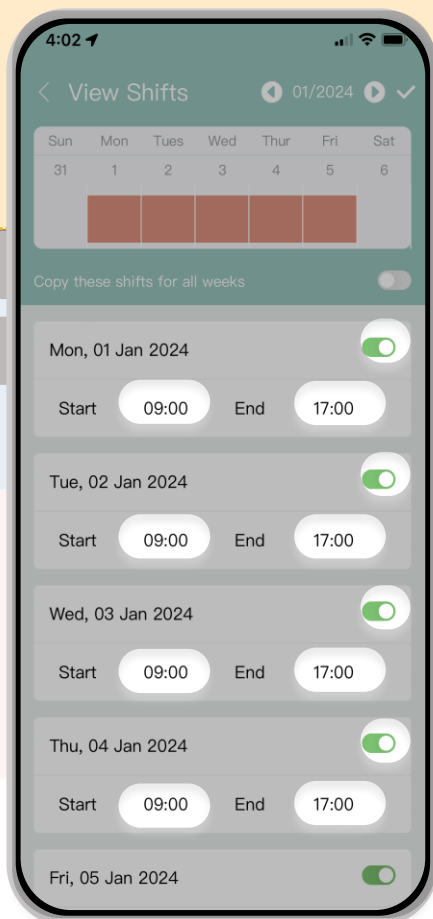 4:02
View Shifts 01/2024
Sun Mon Tues Wed Thur Fri Sat
31 1 2 3 4 5 6
Copy these shifts for all weeks
Mon, 01 Jan 2024
Start 09:00 End 17:00
Tue, 02 Jan 2024
Start 09:00 End 17:00
Wed, 03 Jan 2024
Start 09:00 End 17:00
Thu, 04 Jan 2024
Start 09:00 End 17:00
Fri, 05 Jan 2024